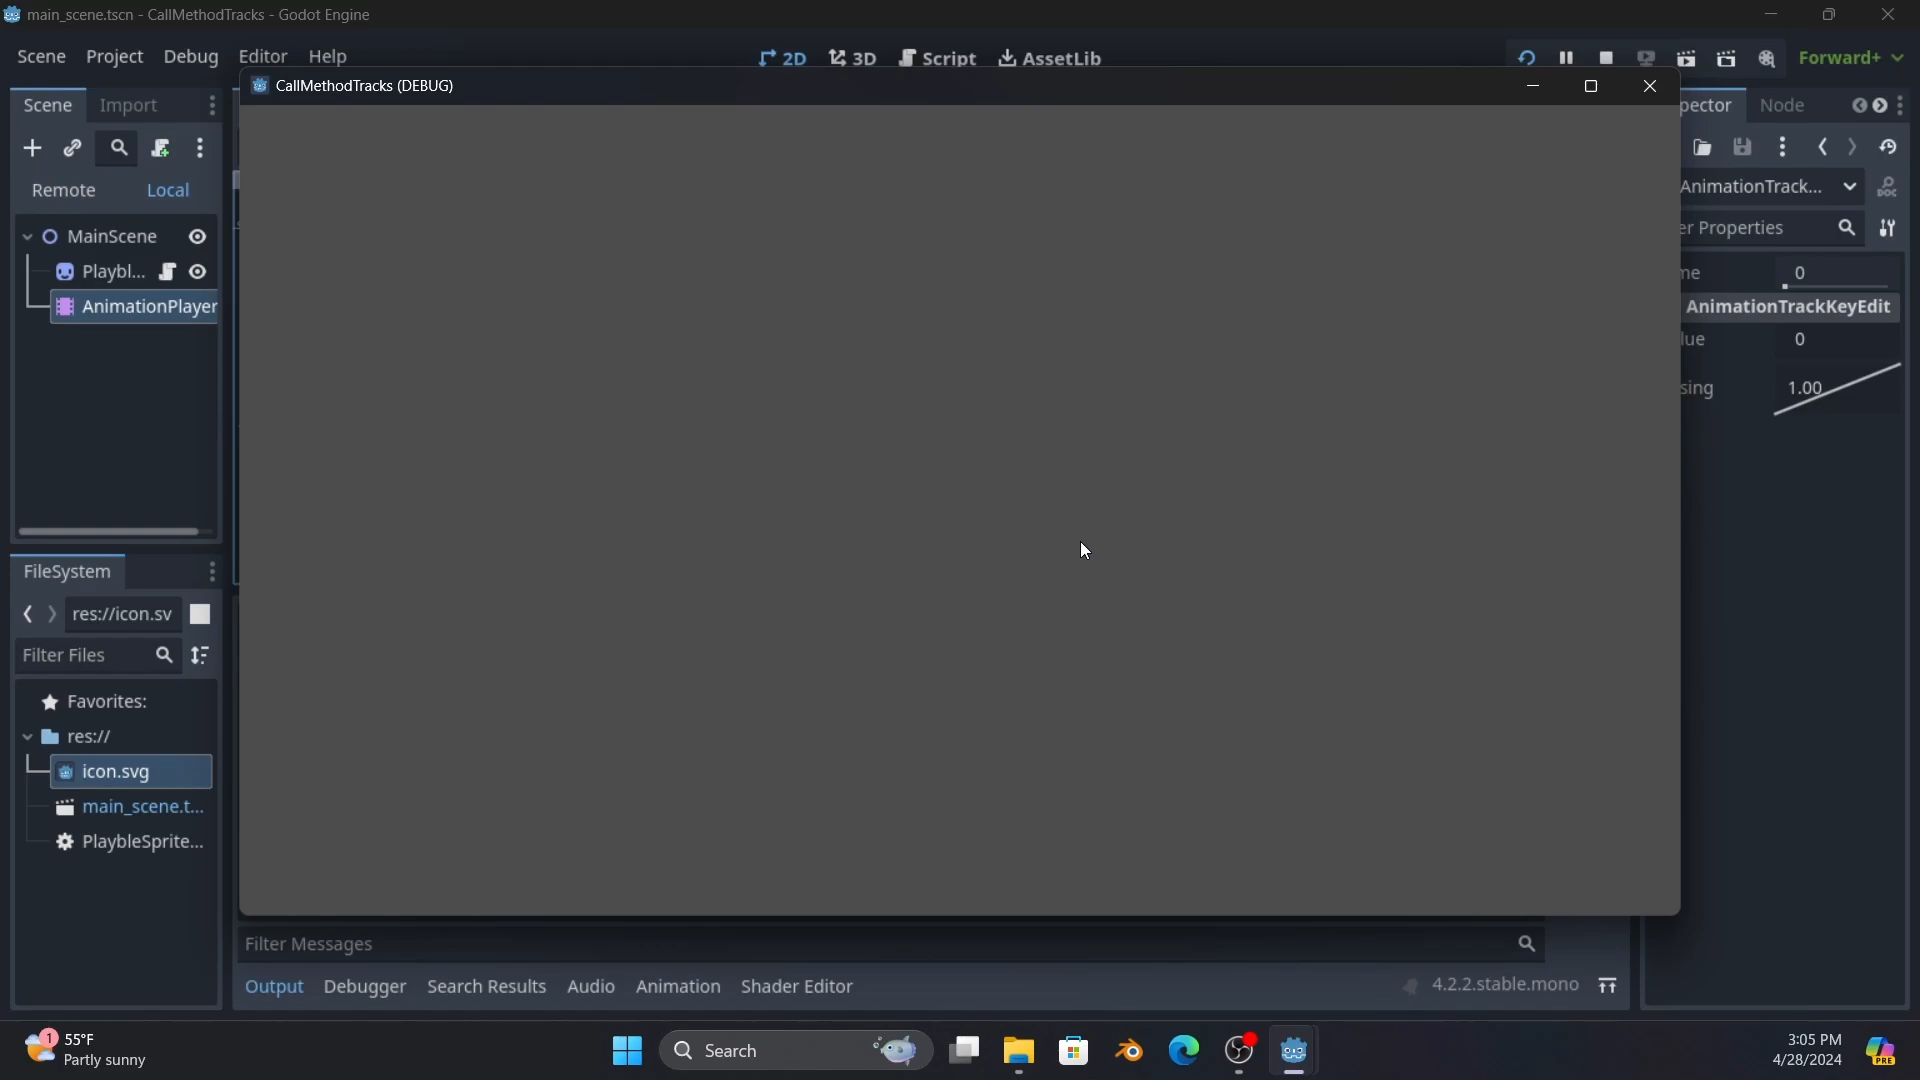 main_scene.tscn - CallMethodTracks - Godot Engine
Scene Project Debug Editor Help
2D 3D Script AssetLib
Forward+
CallMethodTracks (DEBUG)
Scene Import
pector Node
Remote Local
AnimationTrack...
DOC
MainScene
er Properties
Playbl...
me 0
AnimationPlayer
AnimationTrackKeyEdit
lue 0
sing 1.00
FileSystem
res://icon.sv
Filter Files
Favorites:
res://
icon.svg
main_scene.t...
PlaybleSprite...
Filter Messages
Output Debugger Search Results Audio Animation Shader Editor
4.2.2.stable.mono
1
55°F
Partly sunny
Search
3:05 PM
4/28/2024
PRE